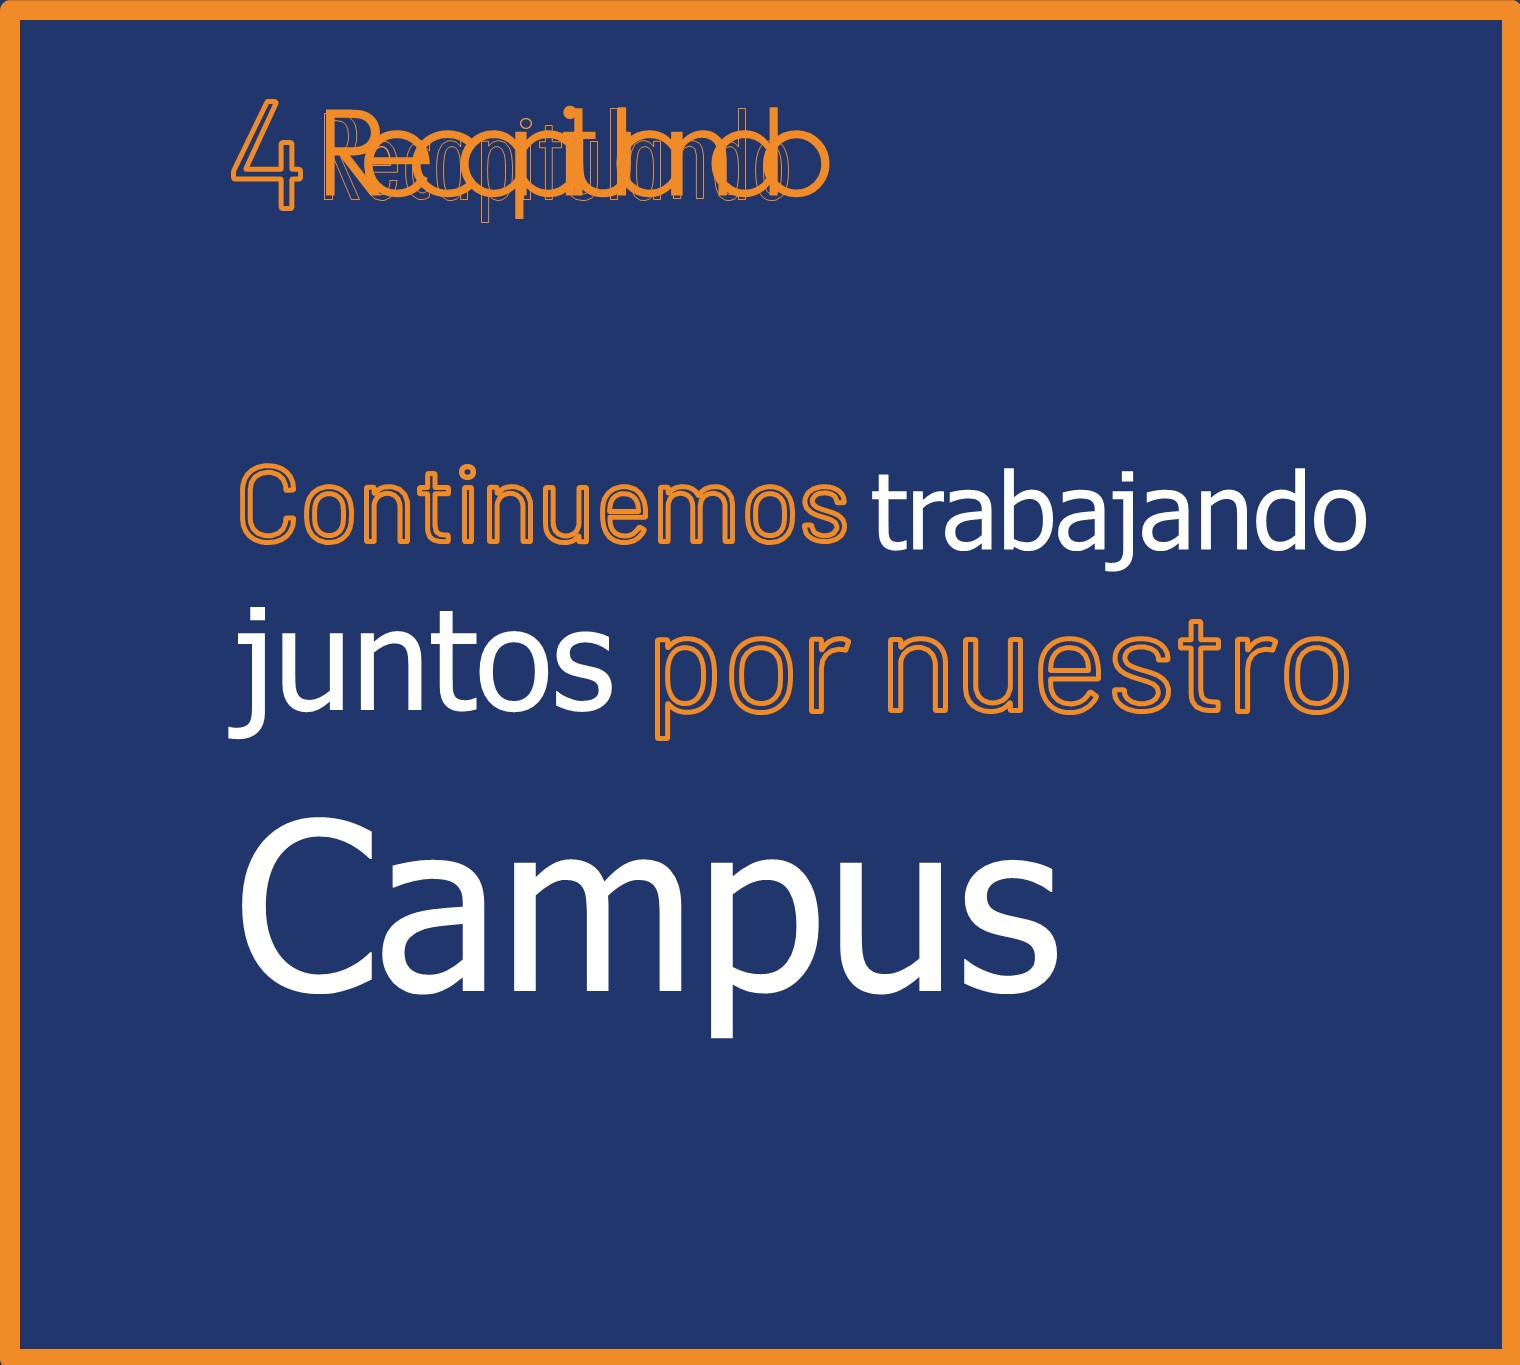 4 Recapitulando
Continuemos trabajando
juntos por nuestro
Campus